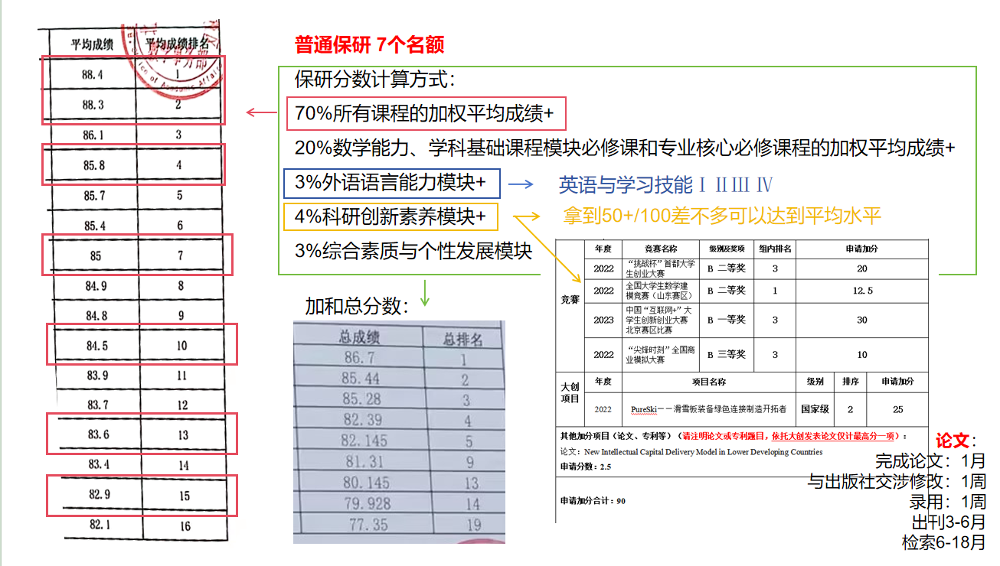 平均成绩 平均成绩排名
88.4 1
88.3 2
86.1 3
85.8 4
85.7 5
85.4 6
85 7
84.9 8
84.8 9
84.5 10
83.9 11
83.7 12
83.6 13
83.4 14
82.9 15
82.1 16
普通保研 7个名额
保研分数计算方式：
70%所有课程的加权平均成绩+
20%数学能力、学科基础课程模块必修课和专业核心必修课程的加权平均成绩+
3%外语语言能力模块+
英语与学习技能Ⅰ Ⅱ Ⅲ Ⅳ
4%科研创新素养模块+
拿到50+/100差不多可以达到平均水平
3%综合素质与个性发展模块
加和总分数：
总成绩 总排名
86.7 1
85.44 2
85.28 3
82.39 4
82.145 5
81.31 9
80.145 13
79.928 14
77.35 19
竞赛
年度 竞赛名称 级别及奖项 组内排名 申请加分
2022 “挑战杯”首都大学生创业大赛 B 二等奖 3 20
2022 全国大学生数学建模竞赛（山东赛区） B 二等奖 1 12.5
2023 中国“互联网+”大学生创新创业大赛北京赛区比赛 B 一等奖 3 30
2022 “尖烽时刻”全国商业模拟大赛 B 三等奖 3 10
大创项目
年度 项目名称 级别 排序 申请加分
2022 PureSki——滑雪板装备绿色连接制造开拓者 国家级 2 25
其他加分项目（论文、专利等）（请注明论文或专利题目，依托大创发表论文仅计最高分一项）：
论文：New Intellectual Capital Delivery Model in Lower Developing Countries
申请分数：2.5
申请加分合计：90
论文：
完成论文：1月
与出版社交涉修改：1周
录用：1周
出刊3-6月
检索6-18月